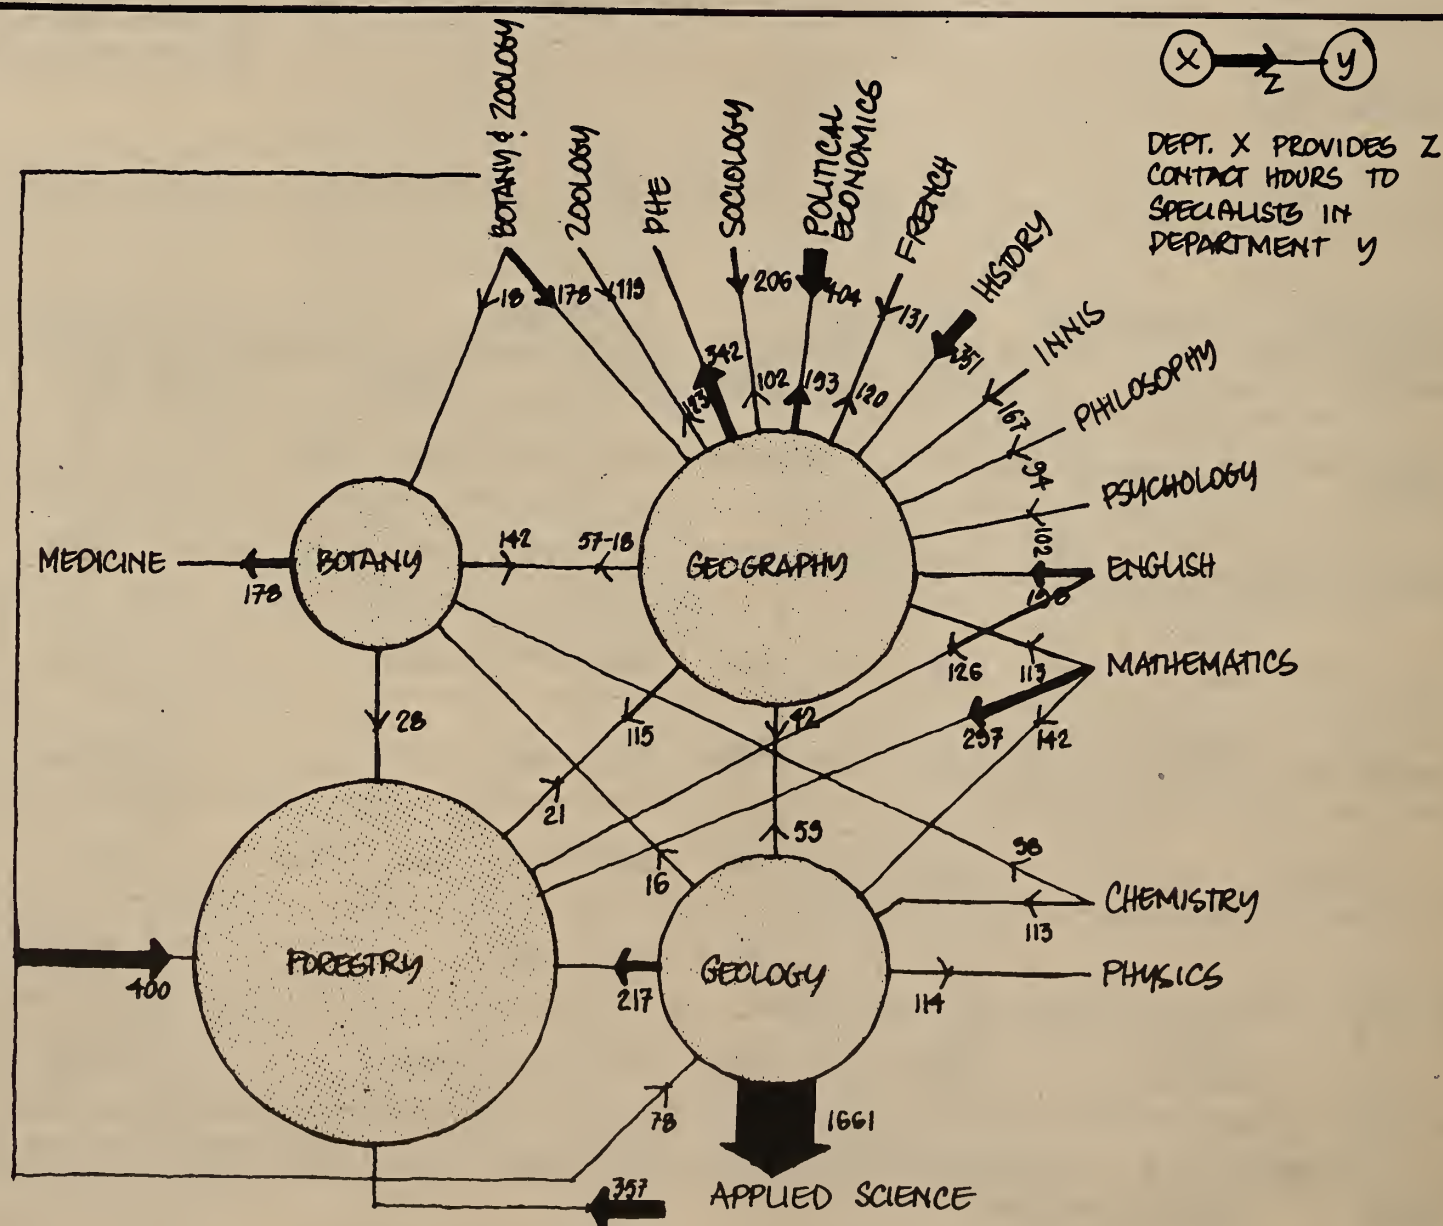 X
Z
Y
DEPT. X PROVIDES Z
CONTACT HOURS TO
SPECIALISTS IN
DEPARTMENT Y
BOTANY & ZOOLOGY
ZOOLOGY
PHE
SOCIOLOGY
POLITICAL
ECONOMICS
FRENCH
HISTORY
INNIS
PHILOSOPHY
PSYCHOLOGY
ENGLISH
MATHEMATICS
CHEMISTRY
PHYSICS
18
178
119
206
404
131
351
167
94
102
123
342
102
193
120
198
126
113
297
142
MEDICINE
178
BOTANY
142
57-18
GEOGRAPHY
28
115
21
42
59
16
98
113
FORESTRY
400
217
GEOLOGY
114
78
1661
357
APPLIED SCIENCE